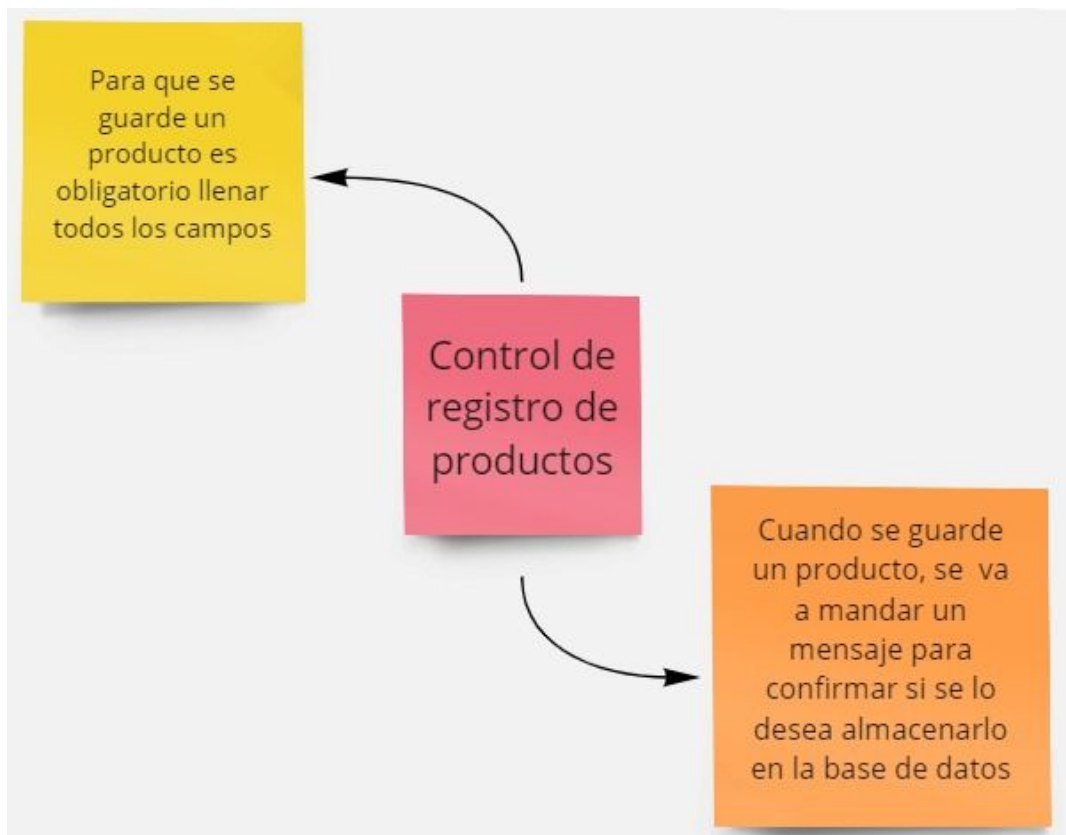 Para que se
guarde un
producto es
obligatorio llenar
todos los campos
Control de
registro de
productos
Cuando se guarde
un producto, se va
a mandar un
mensaje para
confirmar si se lo
desea almacenarlo
en la base de datos